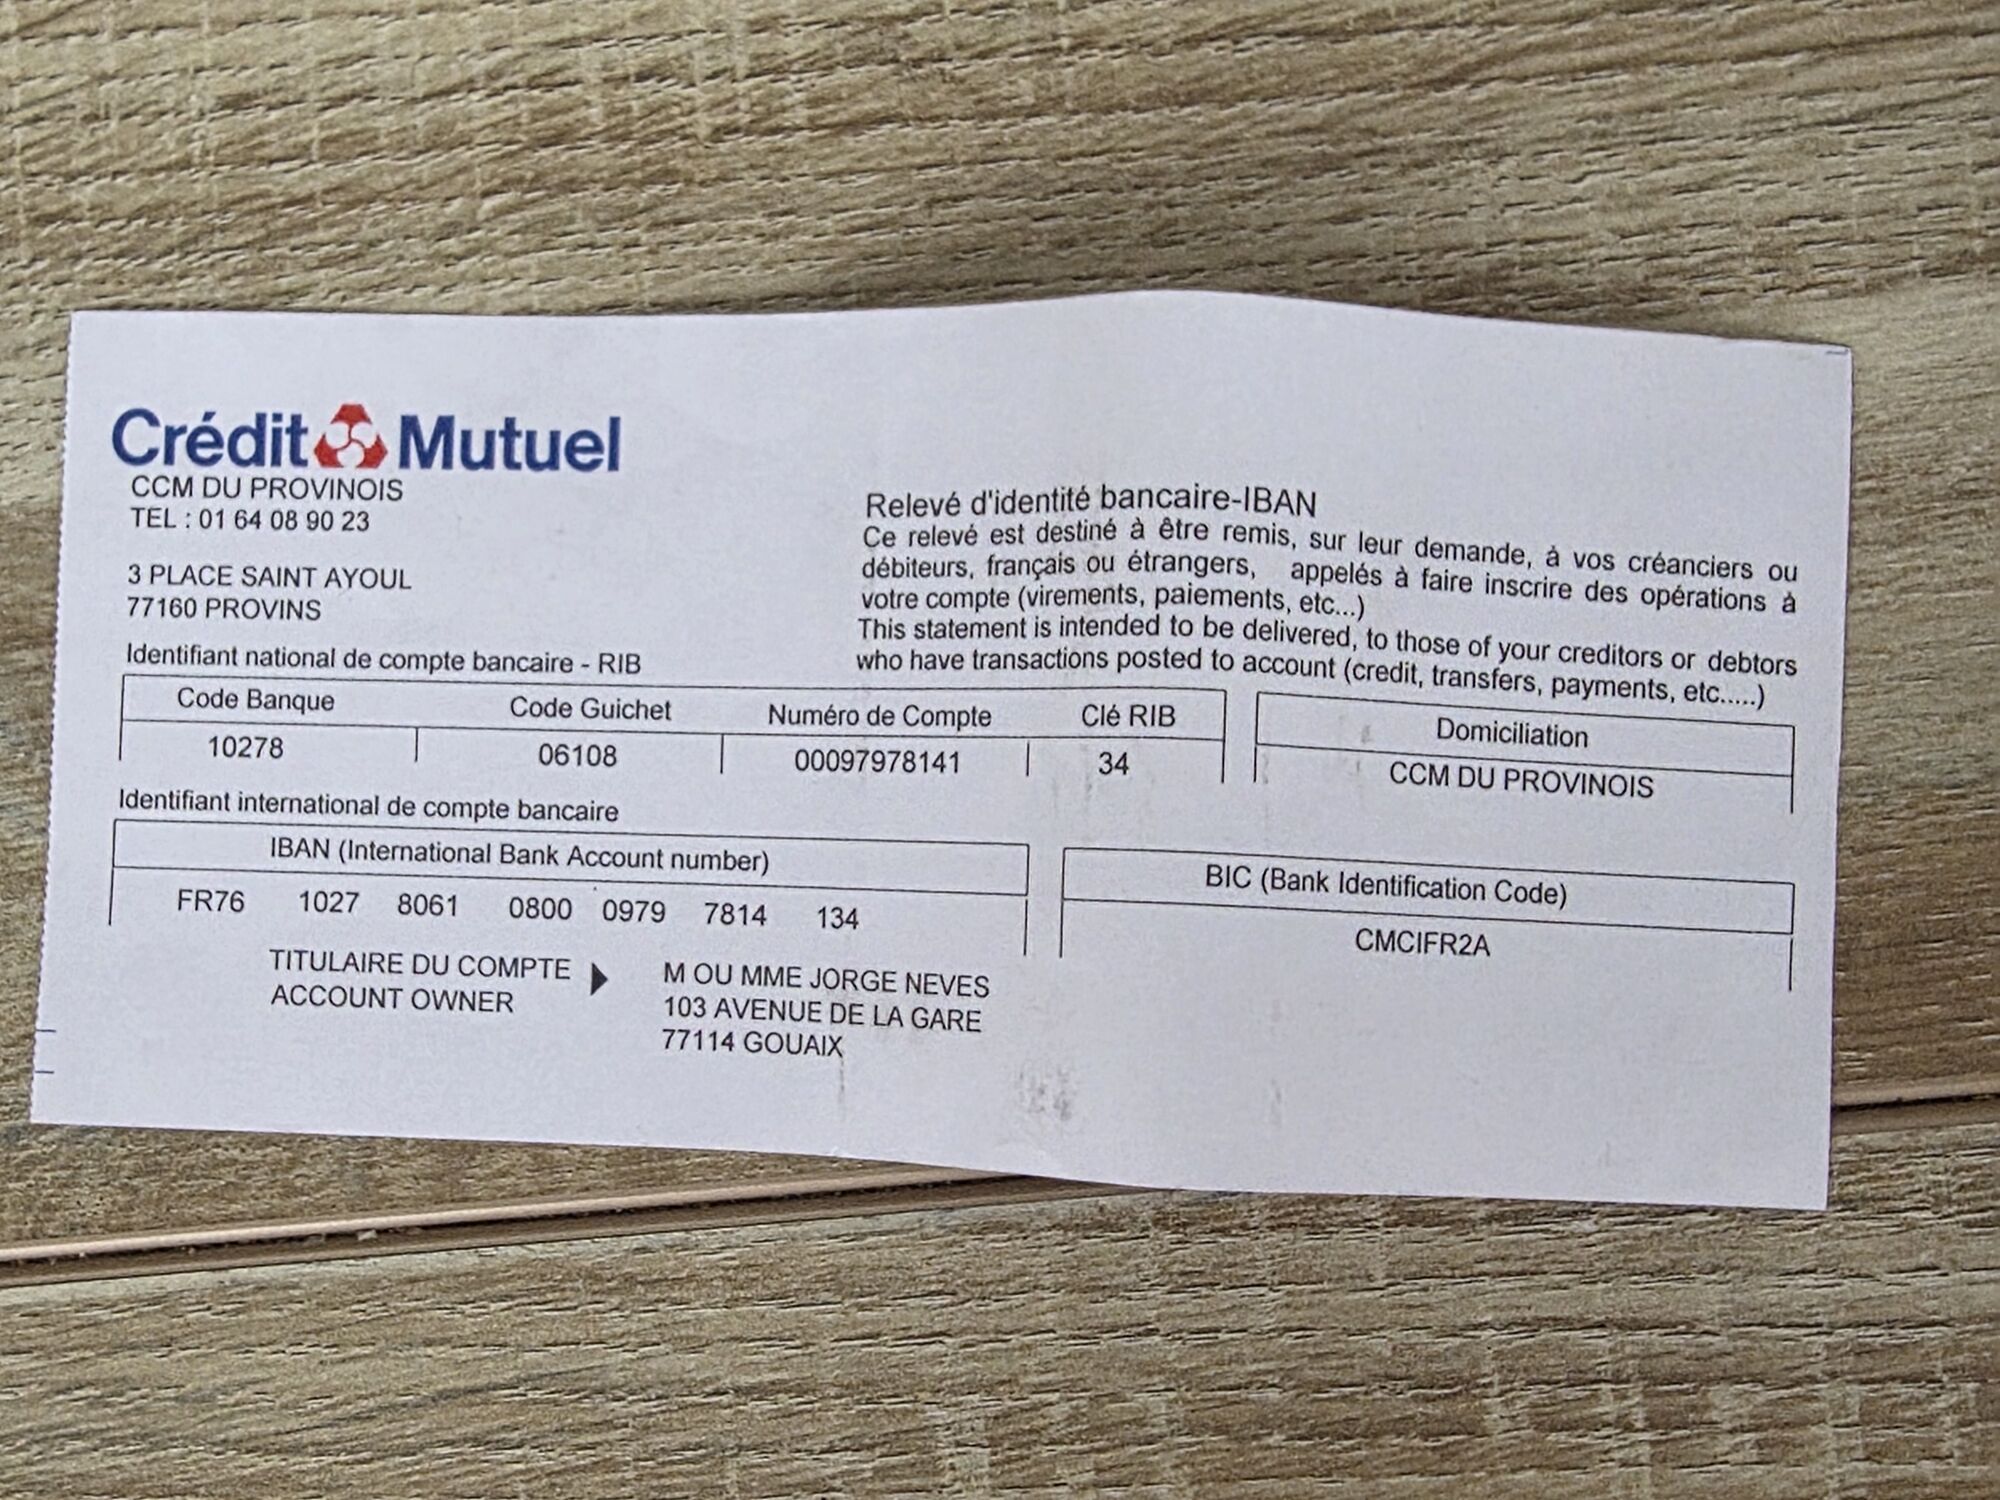 Crédit Mutuel
CCM DU PROVINOIS
TEL : 01 64 08 90 23
3 PLACE SAINT AYOUL
77160 PROVINS
Relevé d'identité bancaire-IBAN
Ce relevé est destiné à être remis, sur leur demande, à vos créanciers ou
débiteurs, français ou étrangers, appelés à faire inscrire des opérations à
votre compte (virements, paiements, etc...)
This statement is intended to be delivered, to those of your creditors or debtors
who have transactions posted to account (credit, transfers, payments, etc.....)
Identifiant national de compte bancaire - RIB
Code Banque Code Guichet Numéro de Compte Clé RIB Domiciliation
10278 06108 00097978141 34 CCM DU PROVINOIS
Identifiant international de compte bancaire
IBAN (International Bank Account number) BIC (Bank Identification Code)
FR76 1027 8061 0800 0979 7814 134 CMCIFR2A
TITULAIRE DU COMPTE M OU MME JORGE NEVES
ACCOUNT OWNER 103 AVENUE DE LA GARE
77114 GOUAIX